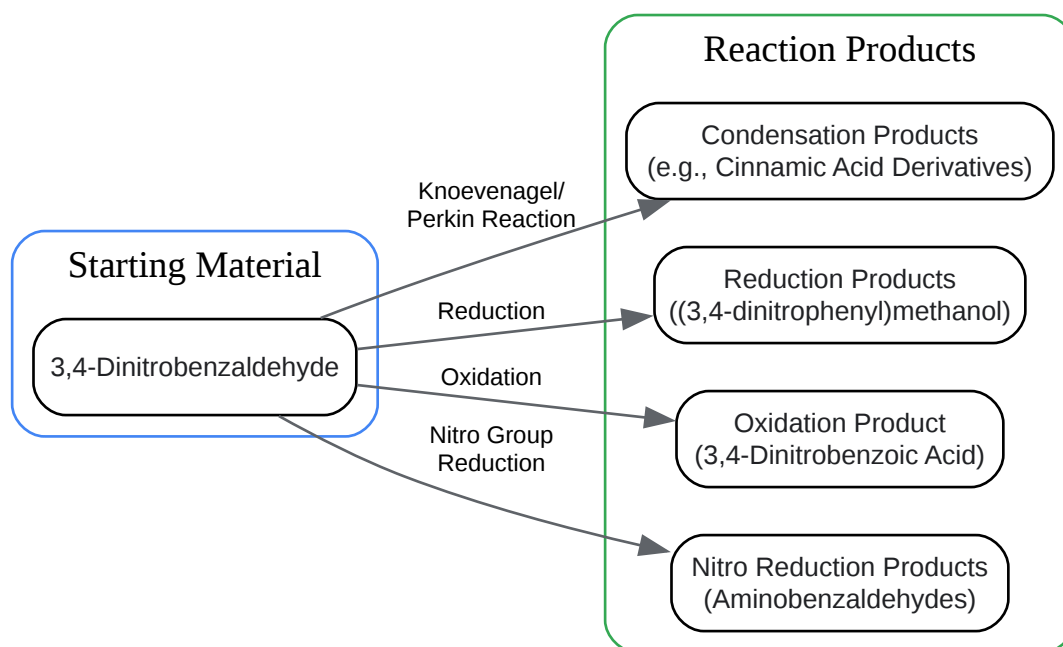 Reaction Products
Condensation Products
(e.g., Cinnamic Acid Derivatives)
Knoevenagel/
Perkin Reaction
Starting Material
Reduction Products
((3,4-dinitrophenyl)methanol)
Reduction
3,4-Dinitrobenzaldehyde
Oxidation
Oxidation Product
(3,4-Dinitrobenzoic Acid)
Nitro Group
Reduction
Nitro Reduction Products
(Aminobenzaldehydes)